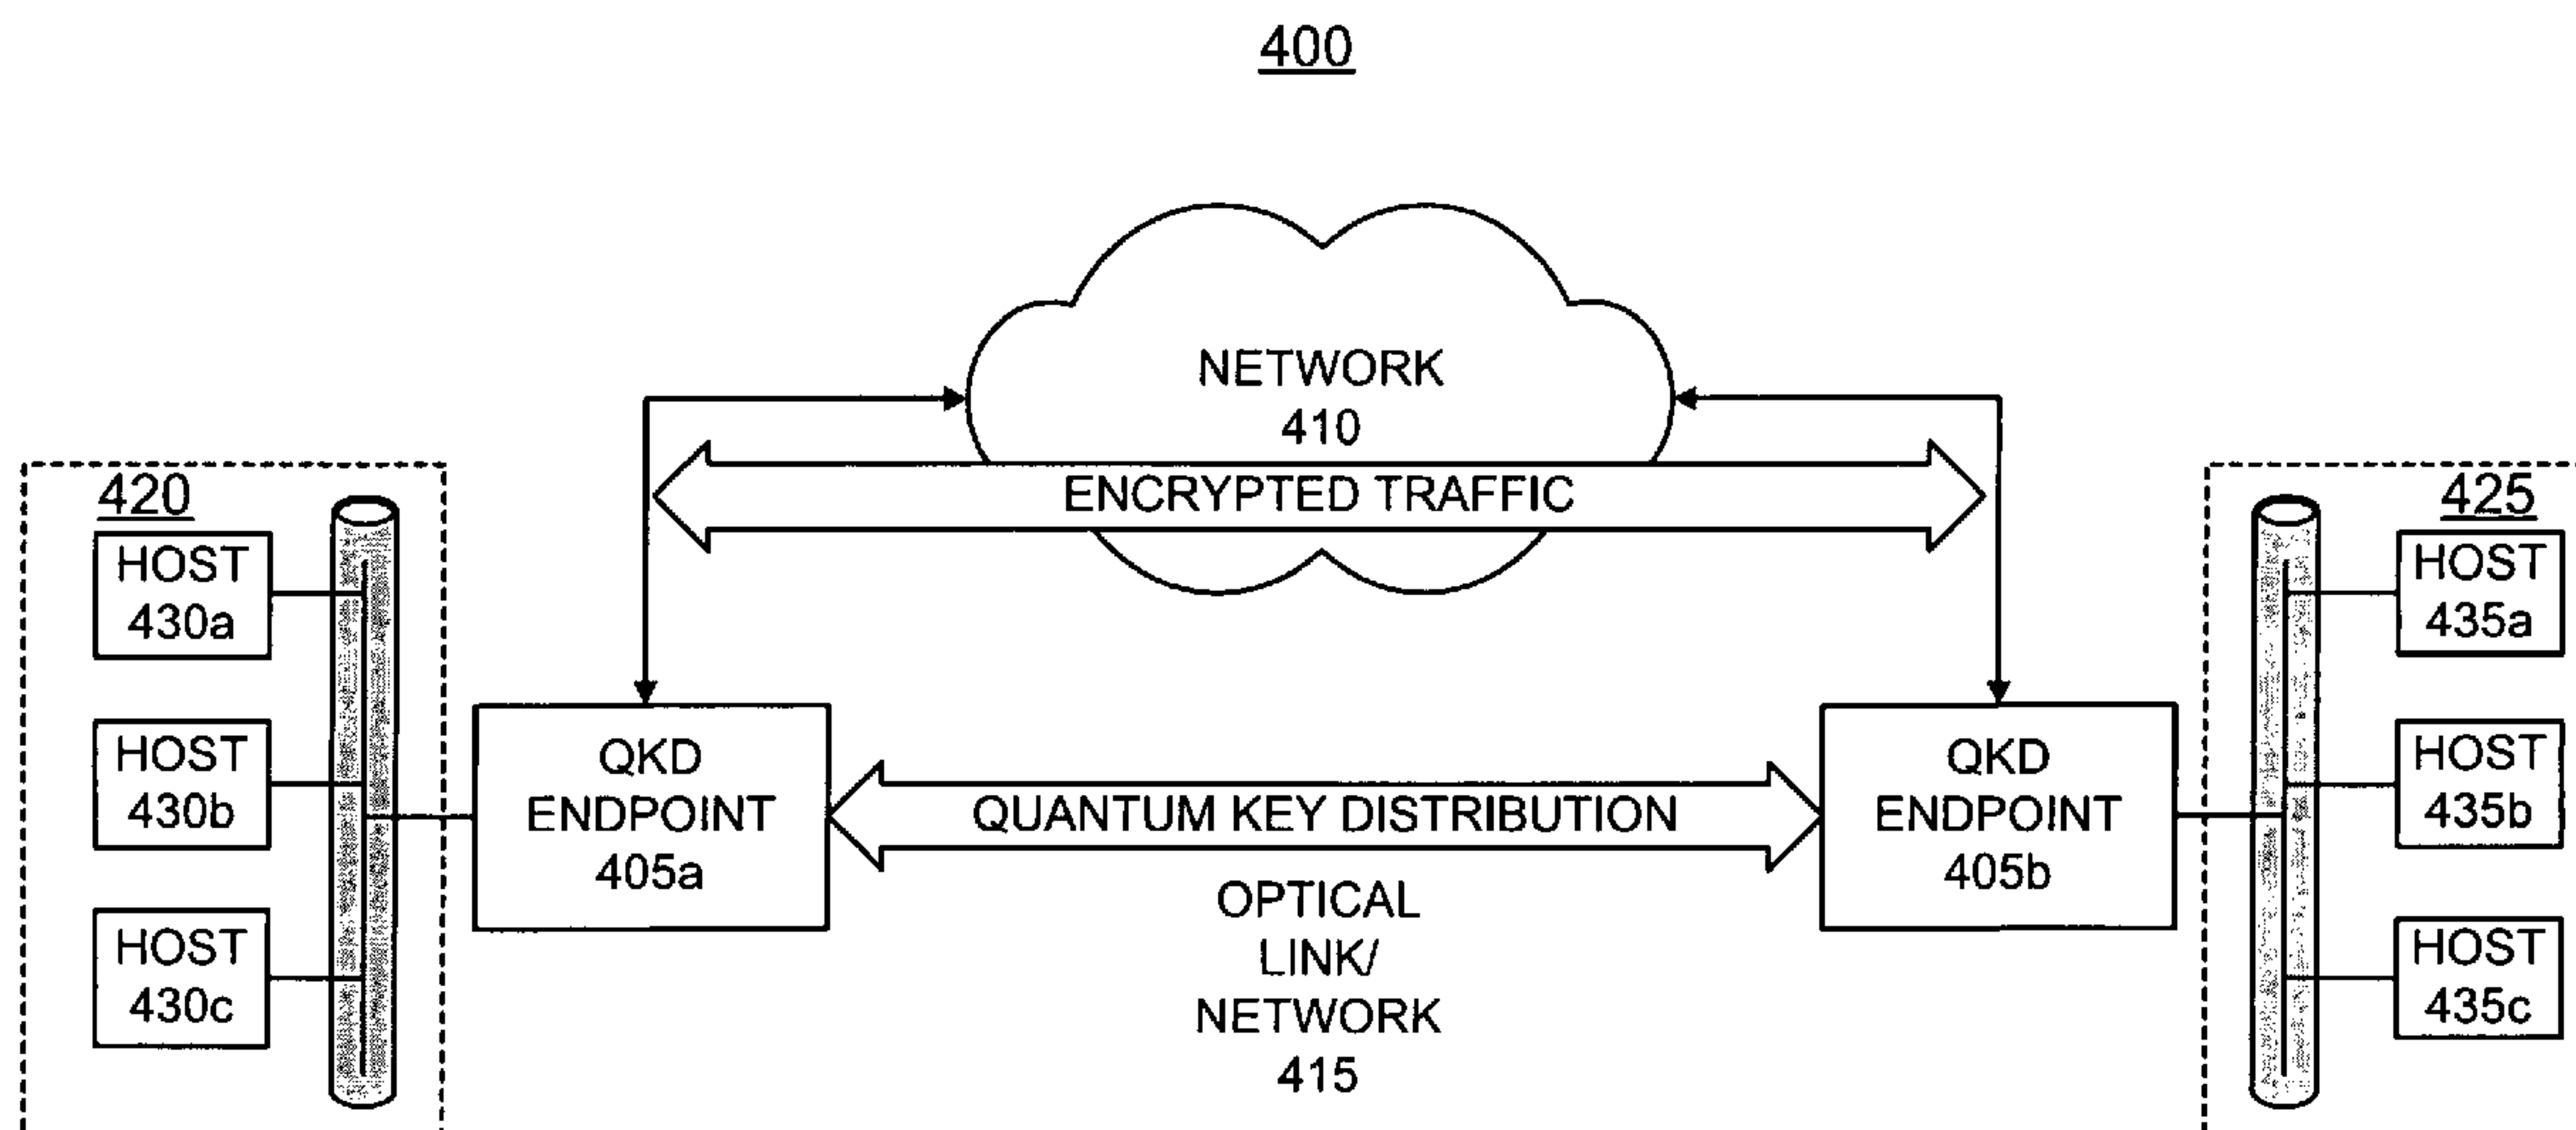 400
NETWORK
410
ENCRYPTED TRAFFIC
420
HOST
430a
HOST
430b
HOST
430c
QKD
ENDPOINT
405a
QUANTUM KEY DISTRIBUTION
OPTICAL
LINK/
NETWORK
415
QKD
ENDPOINT
405b
425
HOST
435a
HOST
435b
HOST
435c